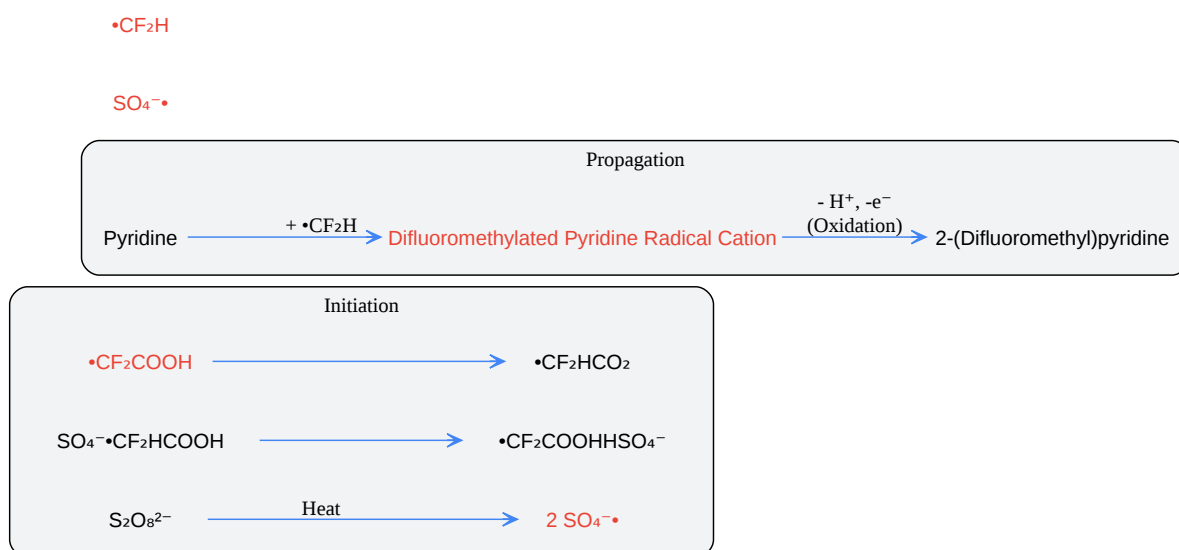 •CF₂H
SO₄⁻•
Propagation
Pyridine
+ •CF₂H
Difluoromethylated Pyridine Radical Cation
- H⁺, -e⁻
(Oxidation)
2-(Difluoromethyl)pyridine
Initiation
•CF₂COOH
•CF₂HCO₂
SO₄⁻•CF₂HCOOH
•CF₂COOHHSO₄⁻
S₂O₈²⁻
Heat
2 SO₄⁻•